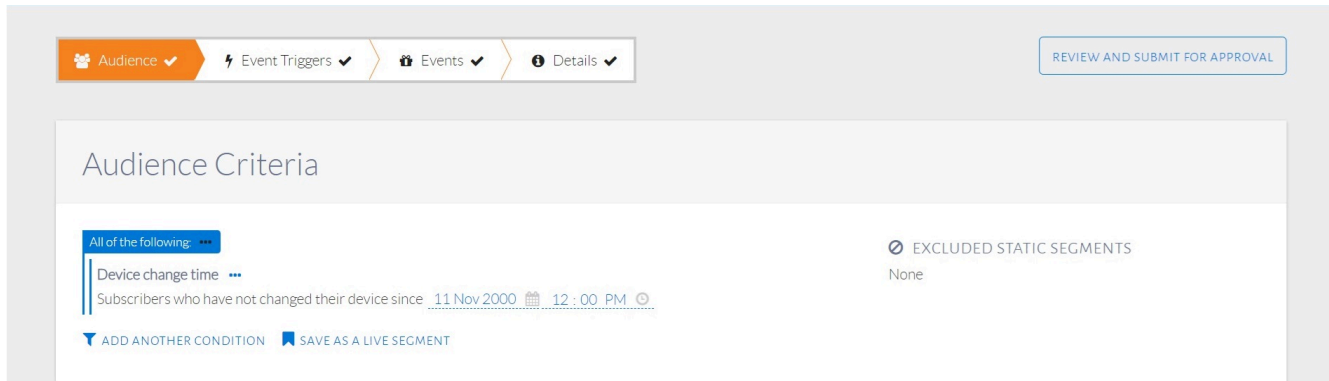 Audience Event Triggers Events Details
REVIEW AND SUBMIT FOR APPROVAL
Audience Criteria
All of the following: •••
Device change time •••
Subscribers who have not changed their device since 11 Nov 2000 12 : 00 PM
ADD ANOTHER CONDITION SAVE AS A LIVE SEGMENT
EXCLUDED STATIC SEGMENTS
None